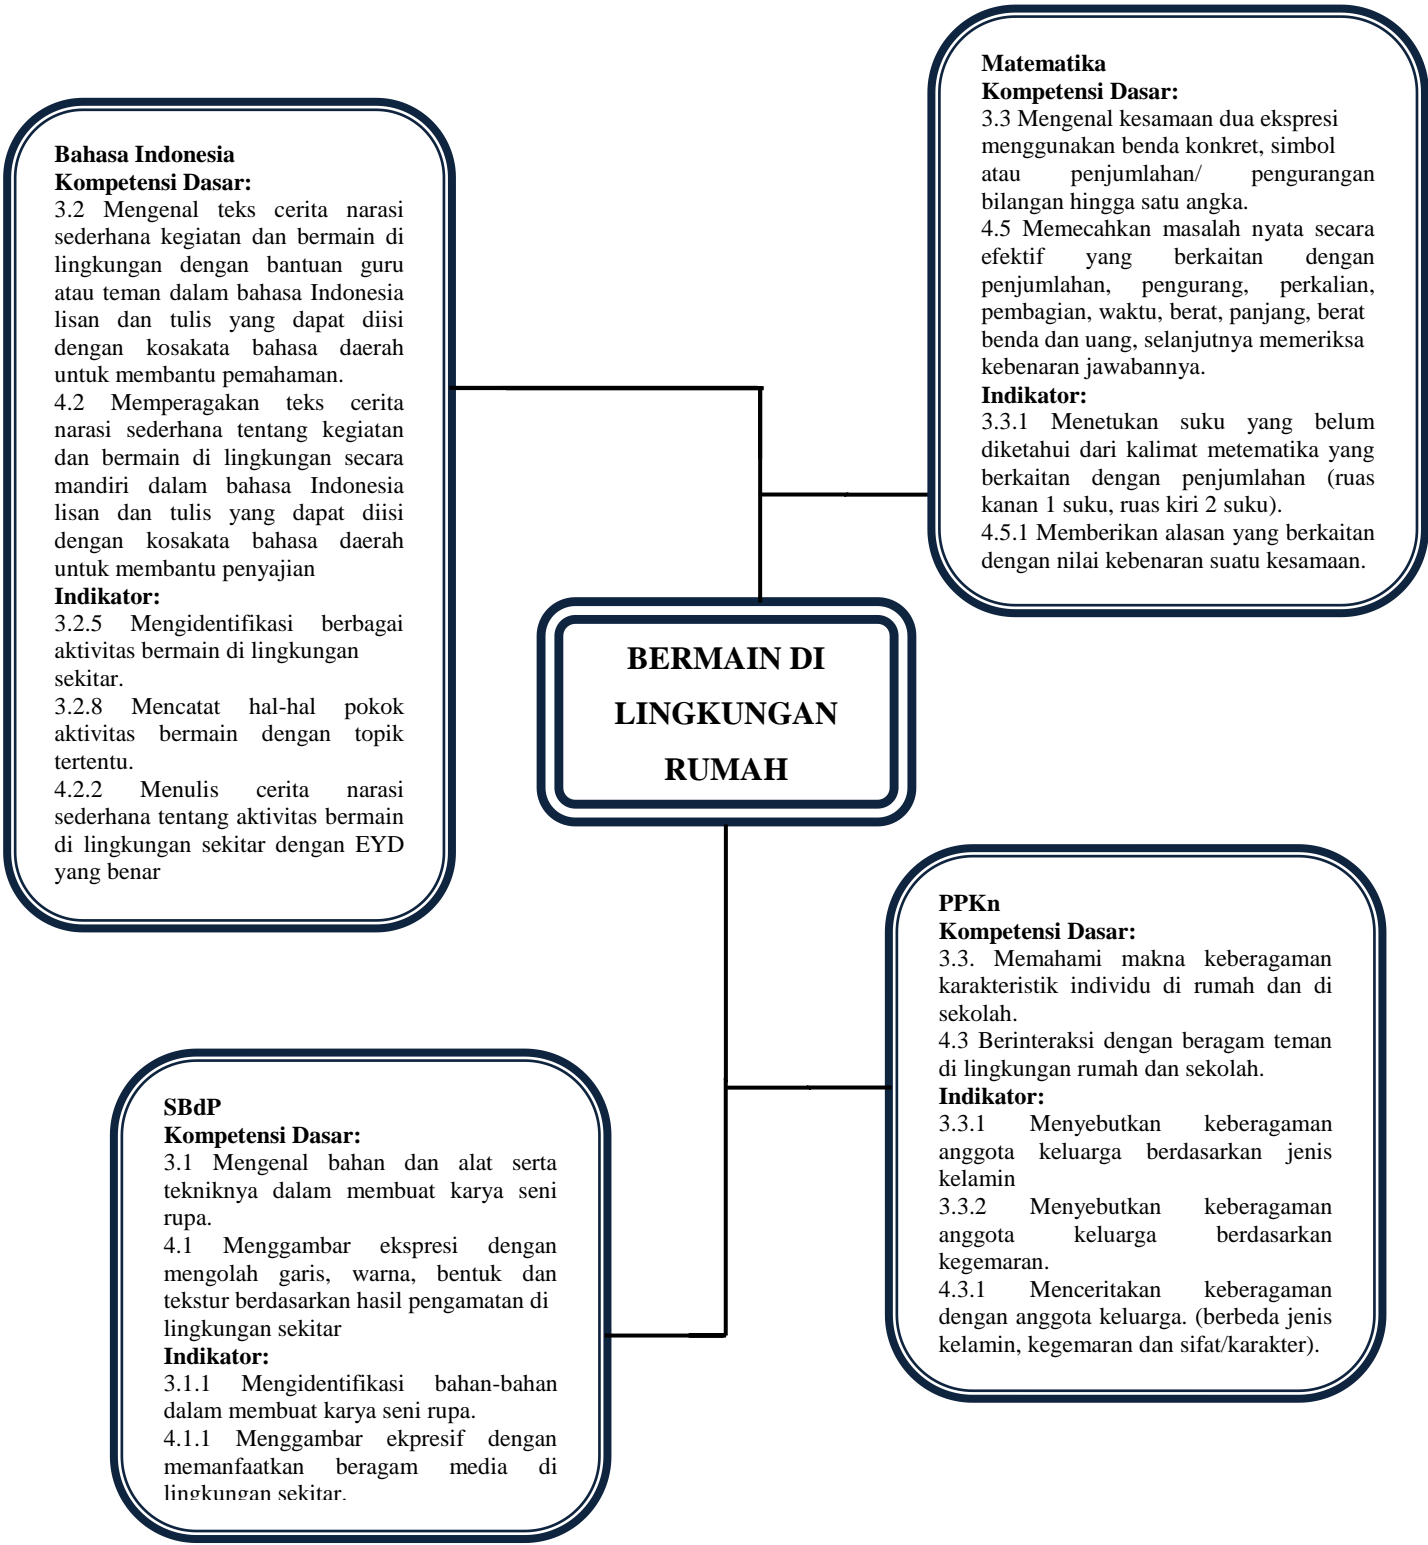 Matematika
Kompetensi Dasar:
3.3 Mengenal kesamaan dua ekspresi
menggunakan benda konkret, simbol
atau penjumlahan/ pengurangan
bilangan hingga satu angka.
4.5 Memecahkan masalah nyata secara
efektif yang berkaitan dengan
penjumlahan, pengurang, perkalian,
pembagian, waktu, berat, panjang, berat
benda dan uang, selanjutnya memeriksa
kebenaran jawabannya.
Indikator:
3.3.1 Menetukan suku yang belum
diketahui dari kalimat metematika yang
berkaitan dengan penjumlahan (ruas
kanan 1 suku, ruas kiri 2 suku).
4.5.1 Memberikan alasan yang berkaitan
dengan nilai kebenaran suatu kesamaan.
Bahasa Indonesia
Kompetensi Dasar:
3.2 Mengenal teks cerita narasi
sederhana kegiatan dan bermain di
lingkungan dengan bantuan guru
atau teman dalam bahasa Indonesia
lisan dan tulis yang dapat diisi
dengan kosakata bahasa daerah
untuk membantu pemahaman.
4.2 Memperagakan teks cerita
narasi sederhana tentang kegiatan
dan bermain di lingkungan secara
mandiri dalam bahasa Indonesia
lisan dan tulis yang dapat diisi
dengan kosakata bahasa daerah
untuk membantu penyajian
Indikator:
3.2.5 Mengidentifikasi berbagai
aktivitas bermain di lingkungan
sekitar.
3.2.8 Mencatat hal-hal pokok
aktivitas bermain dengan topik
tertentu.
4.2.2 Menulis cerita narasi
sederhana tentang aktivitas bermain
di lingkungan sekitar dengan EYD
yang benar
BERMAIN DI
LINGKUNGAN
RUMAH
PPKn
Kompetensi Dasar:
3.3. Memahami makna keberagaman
karakteristik individu di rumah dan di
sekolah.
4.3 Berinteraksi dengan beragam teman
di lingkungan rumah dan sekolah.
Indikator:
3.3.1 Menyebutkan keberagaman
anggota keluarga berdasarkan jenis
kelamin
3.3.2 Menyebutkan keberagaman
anggota keluarga berdasarkan
kegemaran.
4.3.1 Menceritakan keberagaman
dengan anggota keluarga. (berbeda jenis
kelamin, kegemaran dan sifat/karakter).
SBdP
Kompetensi Dasar:
3.1 Mengenal bahan dan alat serta
tekniknya dalam membuat karya seni
rupa.
4.1 Menggambar ekspresi dengan
mengolah garis, warna, bentuk dan
tekstur berdasarkan hasil pengamatan di
lingkungan sekitar
Indikator:
3.1.1 Mengidentifikasi bahan-bahan
dalam membuat karya seni rupa.
4.1.1 Menggambar ekpresif dengan
memanfaatkan beragam media di
lingkungan sekitar.